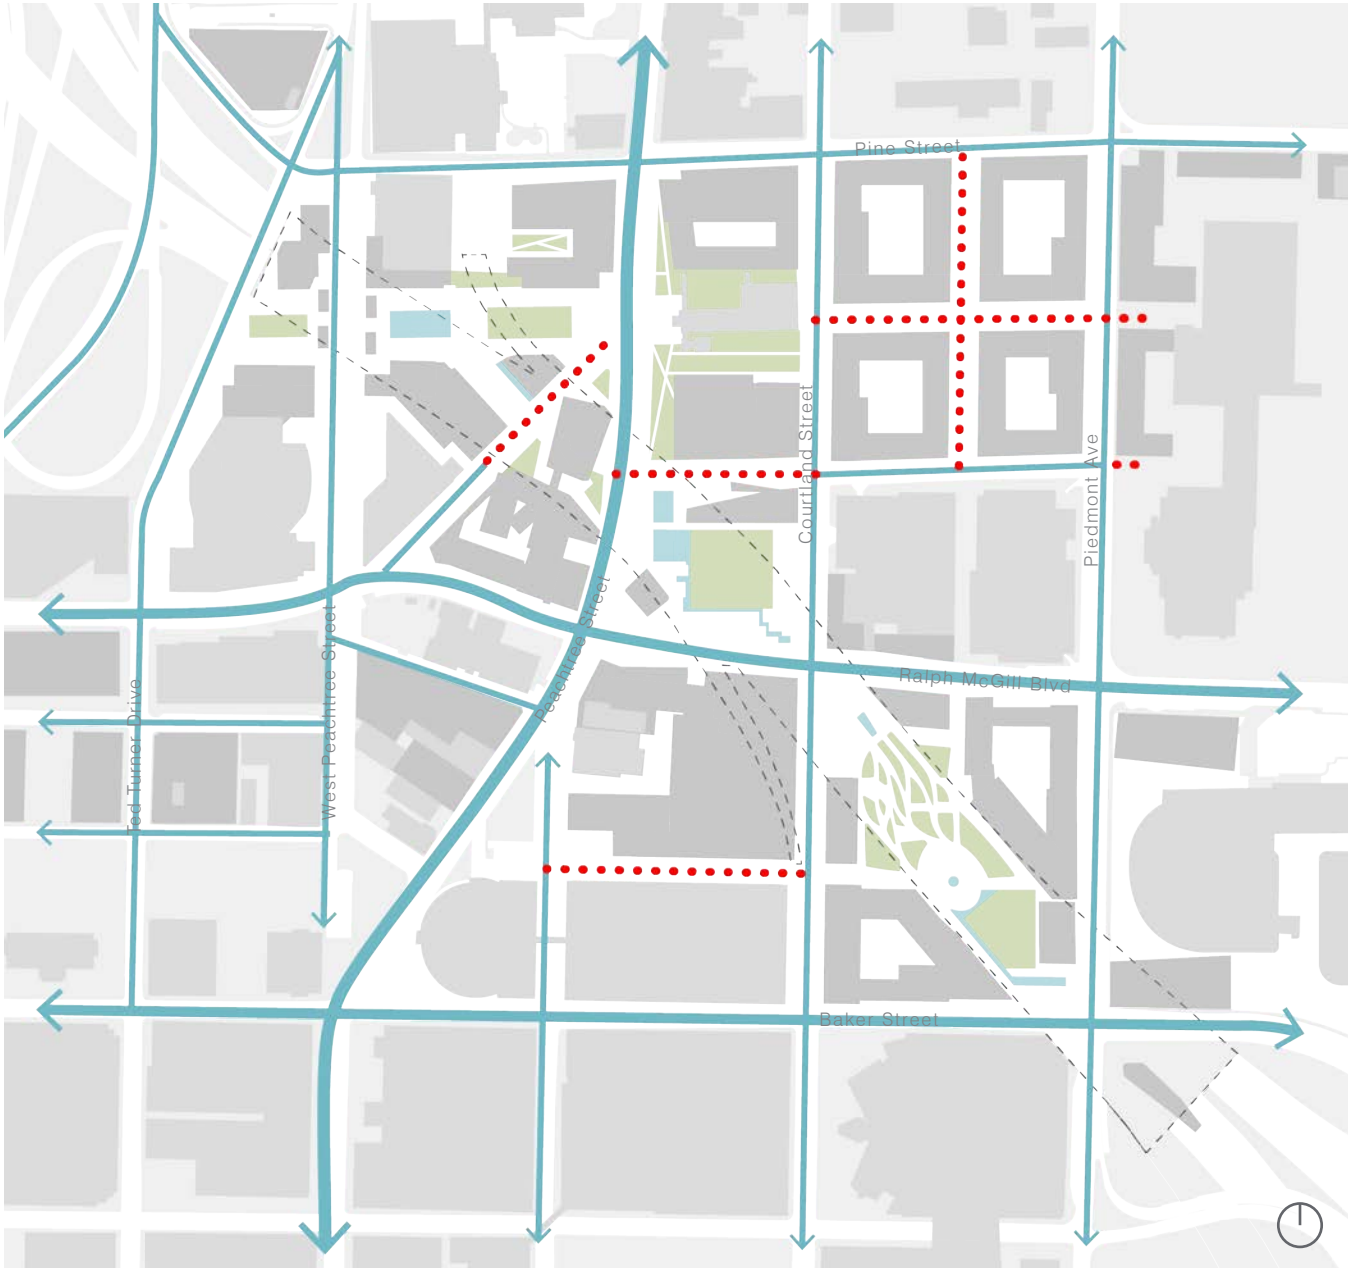 Pine Street
Courtland Street
Piedmont Ave
Peachtree Street
West Peachtree Street
Ted Turner Drive
Ralph McGill Blvd
Baker Street